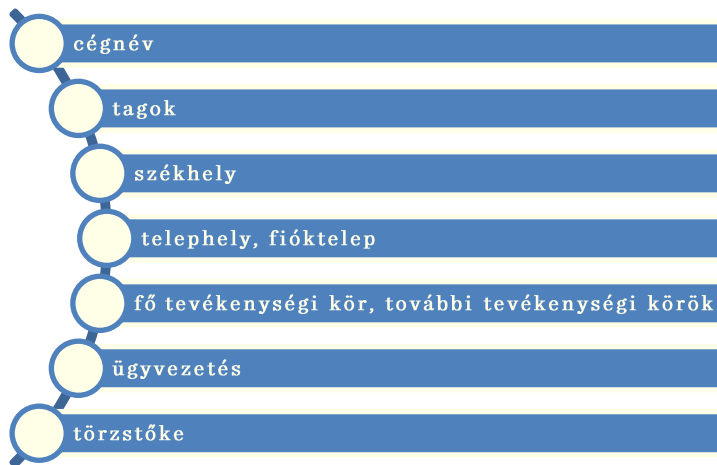 cégnév
tagok
székhely
telephely, fióktelep
fő tevékenységi kör, további tevékenységi körök
ügyvezetés
törzstőke